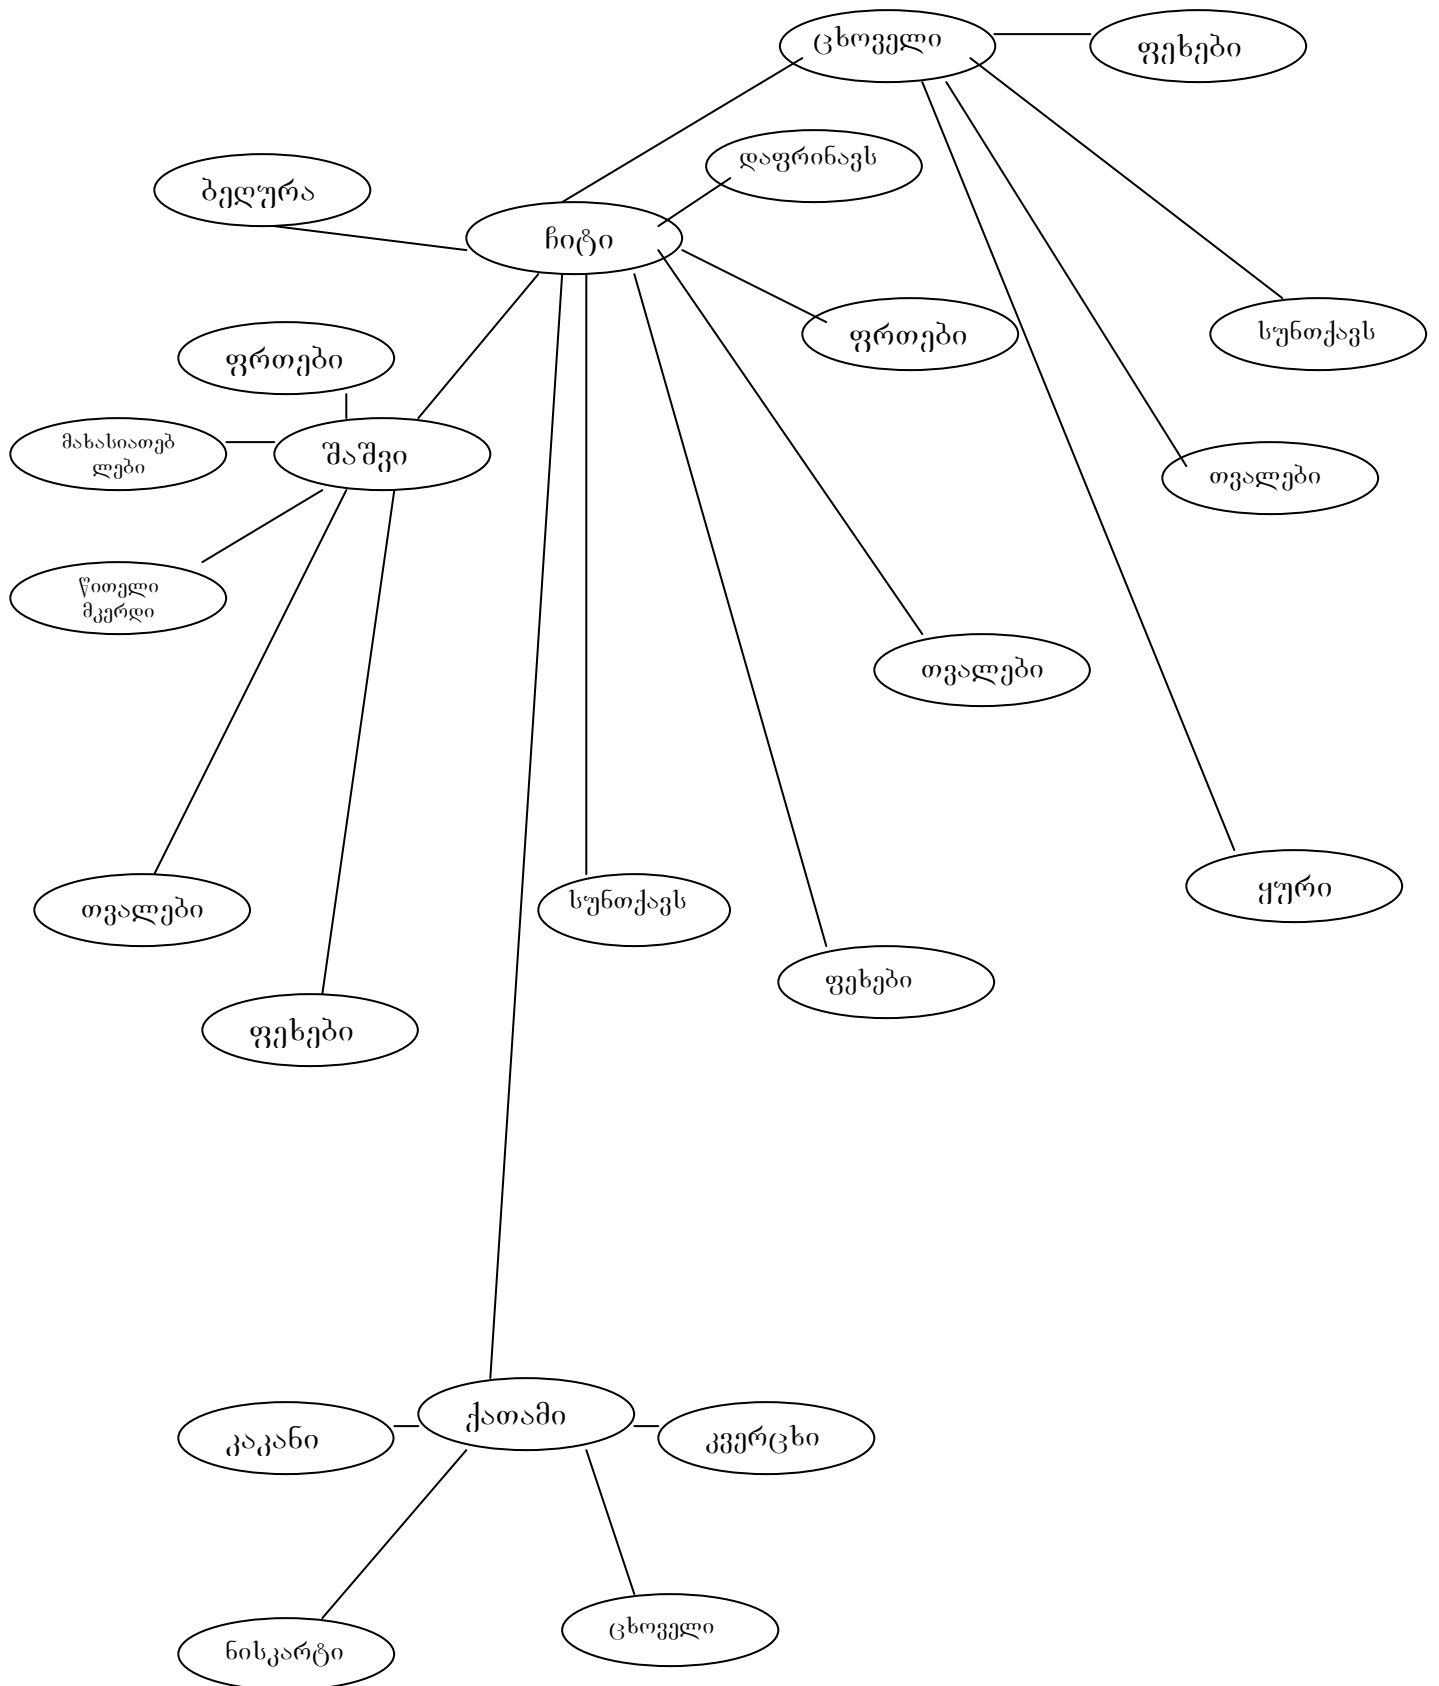 ცხოველი
ფეხები
დაფრინავს
ბეღურა
ჩიტი
ფრთები
სუნთქავს
ფრთები
მახასიათებ
ლები
შაშვი
თვალები
წითელი
მკერდი
თვალები
ყური
თვალები
სუნთქავს
ფეხები
ფეხები
ქათამი
კაკანი
კვერცხი
ცხოველი
ნისკარტი